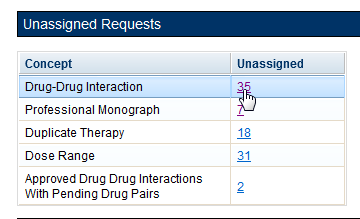 Unassigned Requests
Concept Unassigned
Drug-Drug Interaction 35
Professional Monograph 7
Duplicate Therapy 18
Dose Range 31
Approved Drug Drug Interactions
With Pending Drug Pairs 2